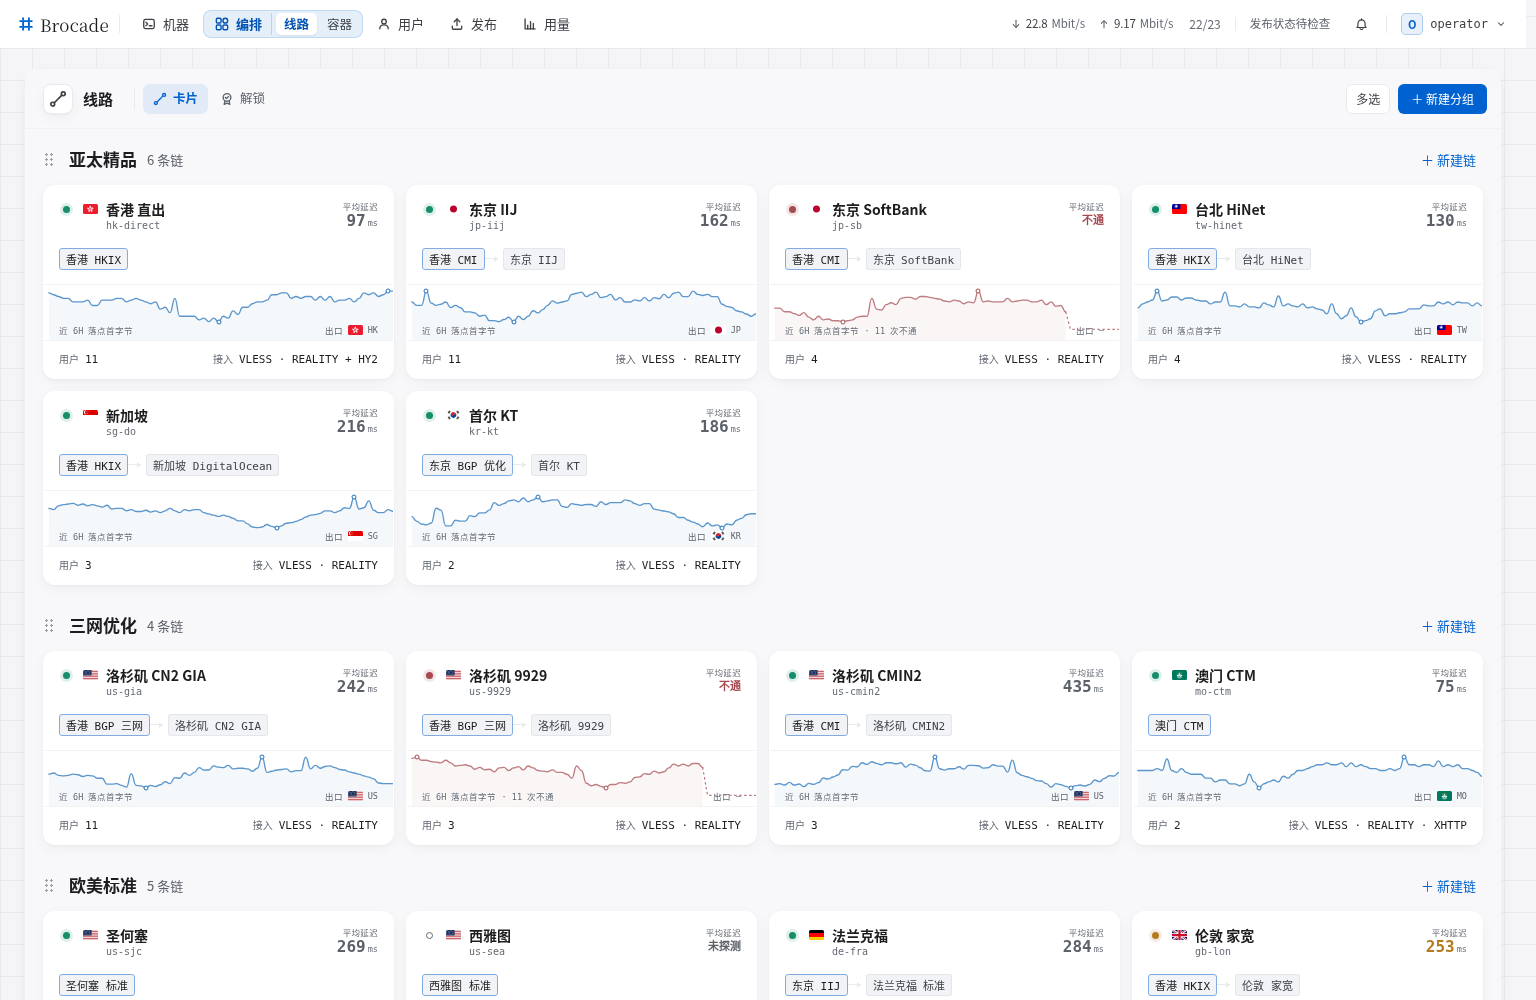 Brocade 机器 编排 线路 容器 用户 发布 用量 ↓ 22.8 Mbit/s ↑ 9.17 Mbit/s 22/23 发布状态待检查 O operator
线路 卡片 解锁 多选 + 新建分组
亚太精品 6 条链 + 新建链
香港 直出 平均延迟
hk-direct 97 ms
香港 HKIX
近 6H 落点首字节 出口 HK
用户 11 接入 VLESS · REALITY + HY2
东京 IIJ 平均延迟
jp-iij 162 ms
香港 CMI 东京 IIJ
近 6H 落点首字节 出口 JP
用户 11 接入 VLESS · REALITY
东京 SoftBank 平均延迟
jp-sb 不通
香港 CMI 东京 SoftBank
近 6H 落点首字节 · 11 次不通 出口
用户 4 接入 VLESS · REALITY
台北 HiNet 平均延迟
tw-hinet 130 ms
香港 HKIX 台北 HiNet
近 6H 落点首字节 出口 TW
用户 4 接入 VLESS · REALITY
新加坡 平均延迟
sg-do 216 ms
香港 HKIX 新加坡 DigitalOcean
近 6H 落点首字节 出口 SG
用户 3 接入 VLESS · REALITY
首尔 KT 平均延迟
kr-kt 186 ms
东京 BGP 优化 首尔 KT
近 6H 落点首字节 出口 KR
用户 2 接入 VLESS · REALITY
三网优化 4 条链 + 新建链
洛杉矶 CN2 GIA 平均延迟
us-gia 242 ms
香港 BGP 三网 洛杉矶 CN2 GIA
近 6H 落点首字节 出口 US
用户 11 接入 VLESS · REALITY
洛杉矶 9929 平均延迟
us-9929 不通
香港 BGP 三网 洛杉矶 9929
近 6H 落点首字节 · 11 次不通 出口
用户 3 接入 VLESS · REALITY
洛杉矶 CMIN2 平均延迟
us-cmin2 435 ms
香港 CMI 洛杉矶 CMIN2
近 6H 落点首字节 出口 US
用户 3 接入 VLESS · REALITY
澳门 CTM 平均延迟
mo-ctm 75 ms
澳门 CTM
近 6H 落点首字节 出口 MO
用户 2 接入 VLESS · REALITY · XHTTP
欧美标准 5 条链 + 新建链
圣何塞 平均延迟
us-sjc 269 ms
圣何塞 标准
西雅图 平均延迟
us-sea 未探测
西雅图 标准
法兰克福 平均延迟
de-fra 284 ms
东京 IIJ 法兰克福 标准
伦敦 家宽 平均延迟
gb-lon 253 ms
香港 HKIX 伦敦 家宽